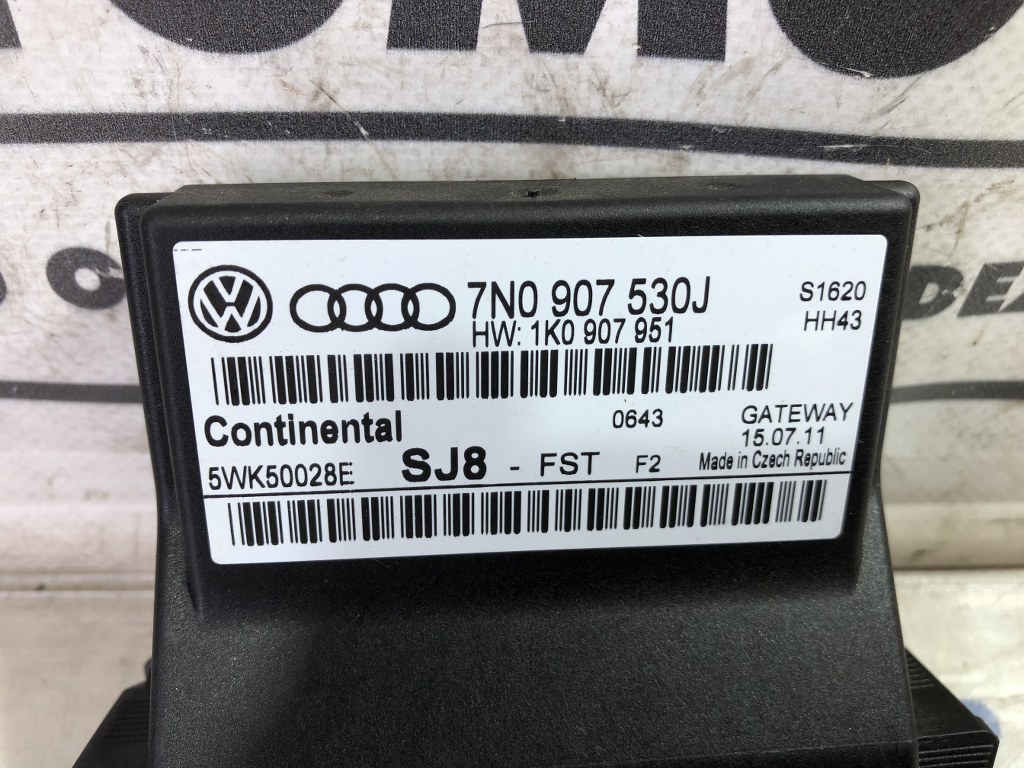 7N0 907 530J
HW: 1K0 907 951
S1620
HH43
Continental
0643
GATEWAY
15.07.11
5WK50028E
SJ8 - FST F2
Made in Czech Republic